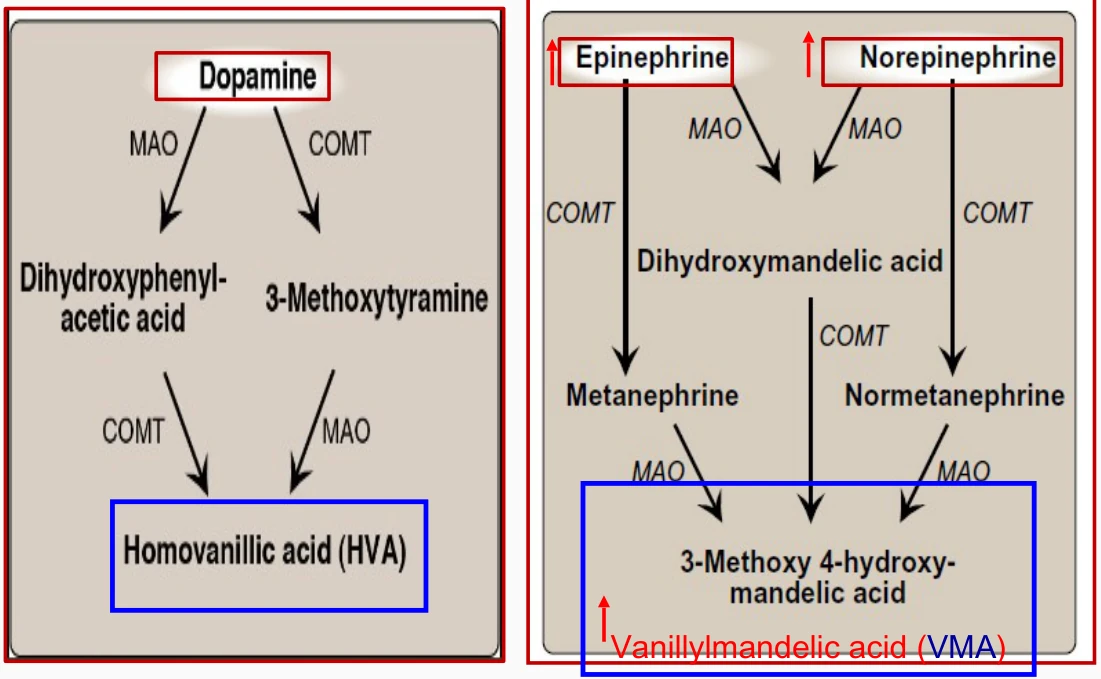 Dopamine
MAO
COMT
Dihydroxyphenyl-
acetic acid
3-Methoxytyramine
COMT
MAO
Homovanillic acid (HVA)
Epinephrine
Norepinephrine
MAO
MAO
COMT
COMT
Dihydroxymandelic acid
COMT
Metanephrine
Normetanephrine
MAO
MAO
3-Methoxy 4-hydroxy-
mandelic acid
Vanillylmandelic acid (VMA)